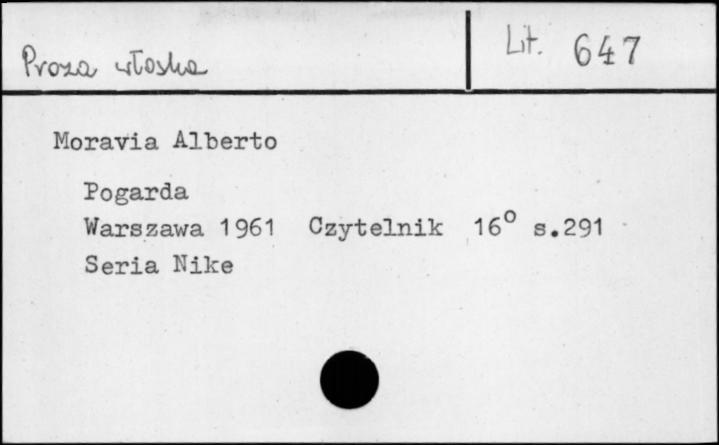 Proza włoska
Lit. 647
Moravia Alberto
Pogarda
Warszawa 1961 Czytelnik 16° s.291
Seria Nike